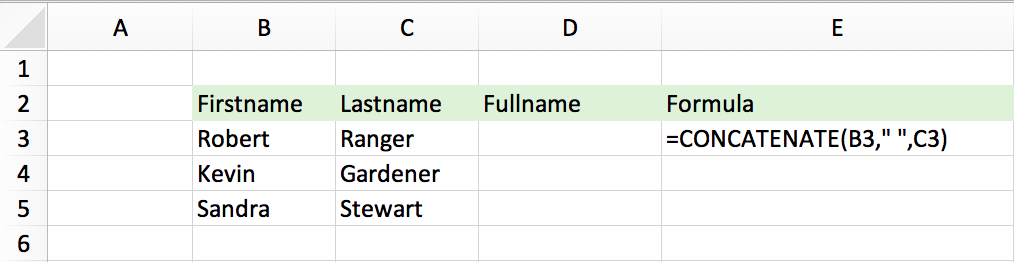 A B C D E
1
2 Firstname Lastname Fullname Formula
3 Robert Ranger =CONCATENATE(B3," ",C3)
4 Kevin Gardener
5 Sandra Stewart
6